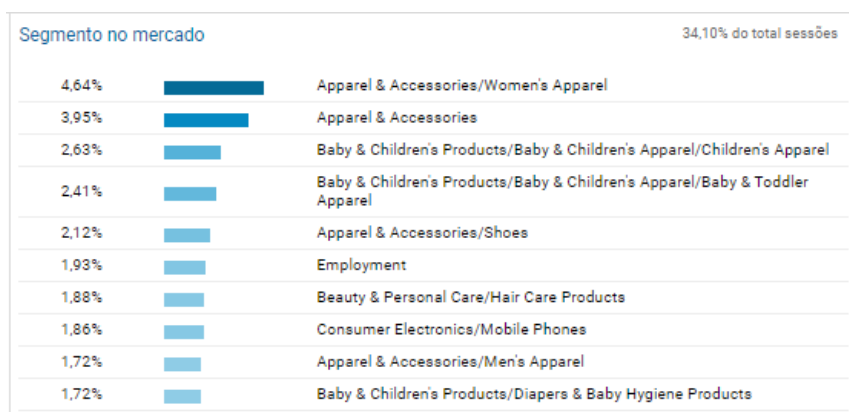 Segmento no mercado 34,10% do total sessões
4,64% Apparel & Accessories/Women's Apparel
3,95% Apparel & Accessories
2,63% Baby & Children's Products/Baby & Children's Apparel/Children's Apparel
2,41% Baby & Children's Products/Baby & Children's Apparel/Baby & Toddler
Apparel
2,12% Apparel & Accessories/Shoes
1,93% Employment
1,88% Beauty & Personal Care/Hair Care Products
1,86% Consumer Electronics/Mobile Phones
1,72% Apparel & Accessories/Men's Apparel
1,72% Baby & Children's Products/Diapers & Baby Hygiene Products